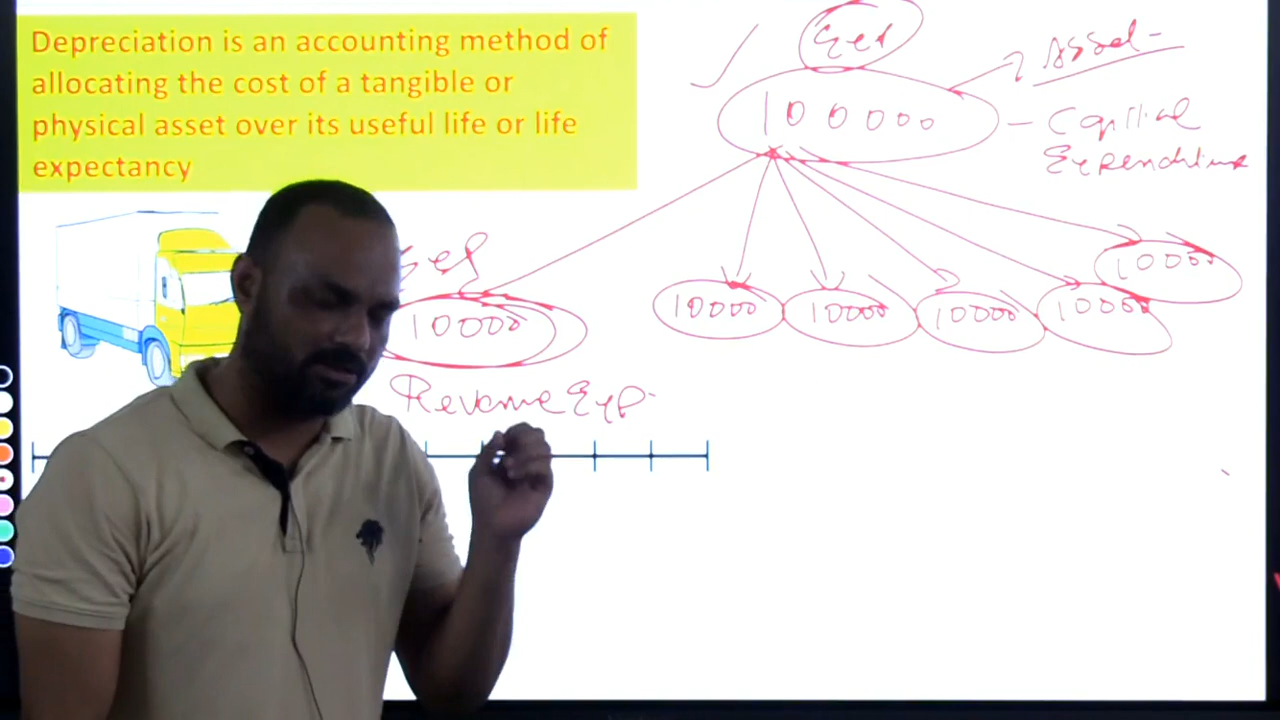 Depreciation is an accounting method of
allocating the cost of a tangible or
physical asset over its useful life or life
expectancy
Exp
100000
Asset
Capital
Expenditure
Exp
10000
10000
10000
10000
10000
10000
Revenue Exp.